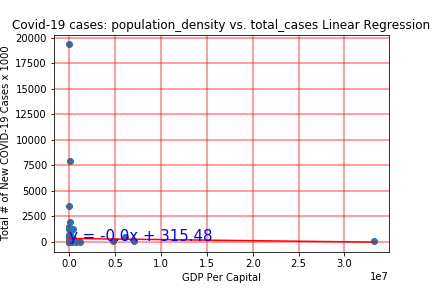 Covid-19 cases: population_density vs. total_cases Linear Regression
Total # of New COVID-19 Cases x 1000
20000
17500
15000
12500
10000
7500
5000
2500
0
y = -0.0x + 315.48
0.0 0.5 1.0 1.5 2.0 2.5 3.0
1e7
GDP Per Capital